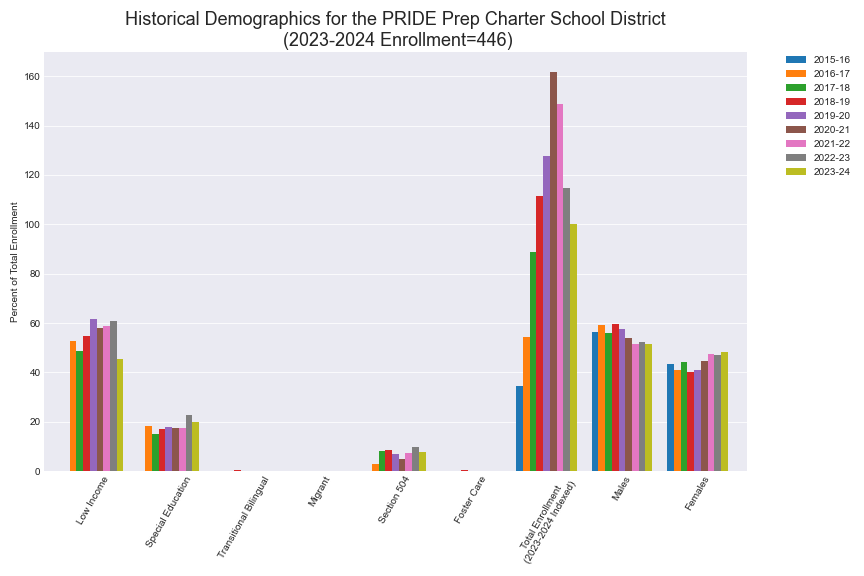 Historical Demographics for the PRIDE Prep Charter School District
(2023-2024 Enrollment=446)
2015-16
2016-17
2017-18
2018-19
2019-20
2020-21
2021-22
2022-23
2023-24
Percent of Total Enrollment
160
140
120
100
80
60
40
20
0
Low Income
Special Education
Transitional Bilingual
Migrant
Section 504
Foster Care
Total Enrollment
(2023-2024 Indexed)
Males
Females